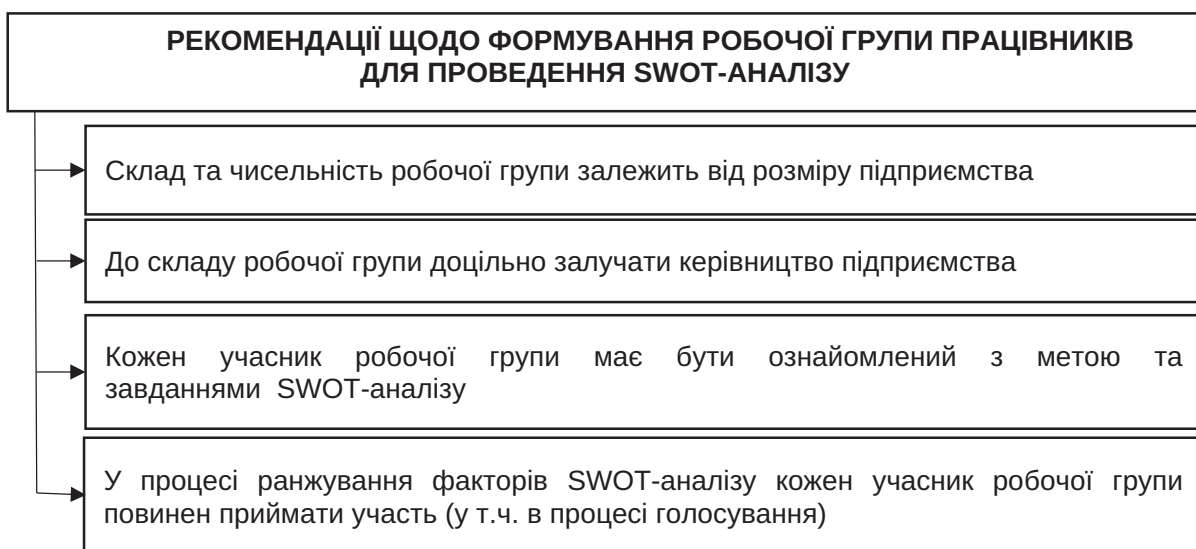 РЕКОМЕНДАЦІЇ ЩОДО ФОРМУВАННЯ РОБОЧОЇ ГРУПИ ПРАЦІВНИКІВ
ДЛЯ ПРОВЕДЕННЯ SWOT-АНАЛІЗУ
Склад та чисельність робочої групи залежить від розміру підприємства
До складу робочої групи доцільно залучати керівництво підприємства
Кожен учасник робочої групи має бути ознайомлений з метою та
завданнями SWOT-аналізу
У процесі ранжування факторів SWOT-аналізу кожен учасник робочої групи
повинен приймати участь (у т.ч. в процесі голосування)